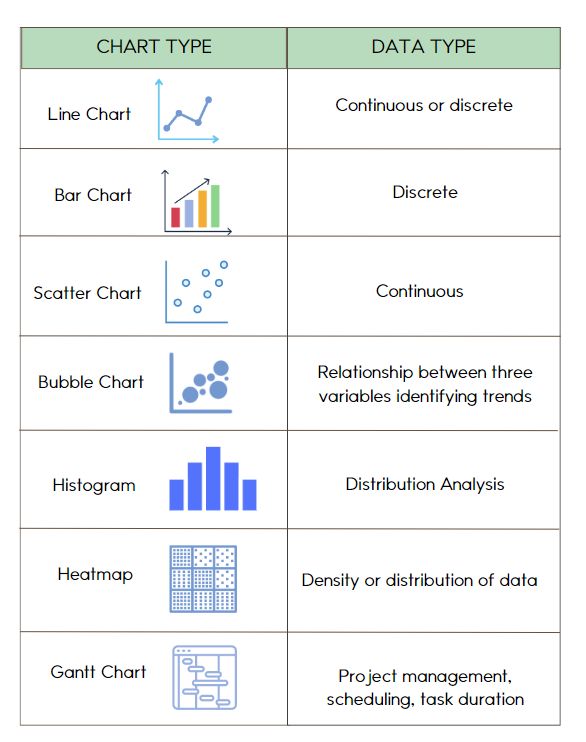 CHART TYPE
DATA TYPE
Line Chart
Continuous or discrete
Bar Chart
Discrete
Scatter Chart
Continuous
Bubble Chart
Relationship between three
variables identifying trends
Histogram
Distribution Analysis
Heatmap
Density or distribution of data
Gantt Chart
Project management,
scheduling, task duration